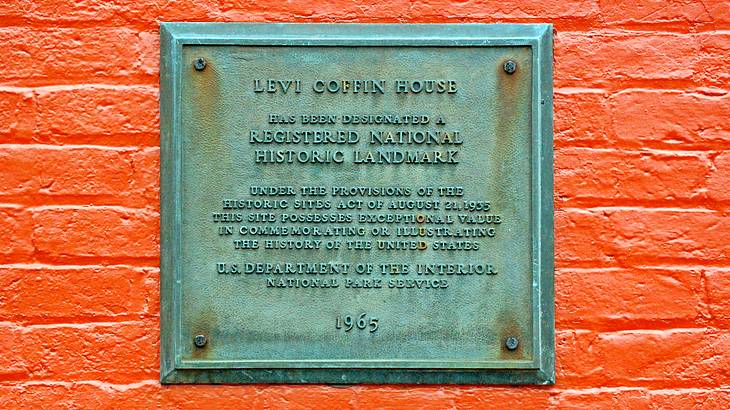 LEVI COFFIN HOUSE
HAS BEEN DESIGNATED A
REGISTERED NATIONAL
HISTORIC LANDMARK
UNDER THE PROVISIONS OF THE
HISTORIC SITES ACT OF AUGUST 21, 1935
THIS SITE POSSESSES EXCEPTIONAL VALUE
IN COMMEMORATING OR ILLUSTRATING
THE HISTORY OF THE UNITED STATES
U.S. DEPARTMENT OF THE INTERIOR
NATIONAL PARK SERVICE
1965